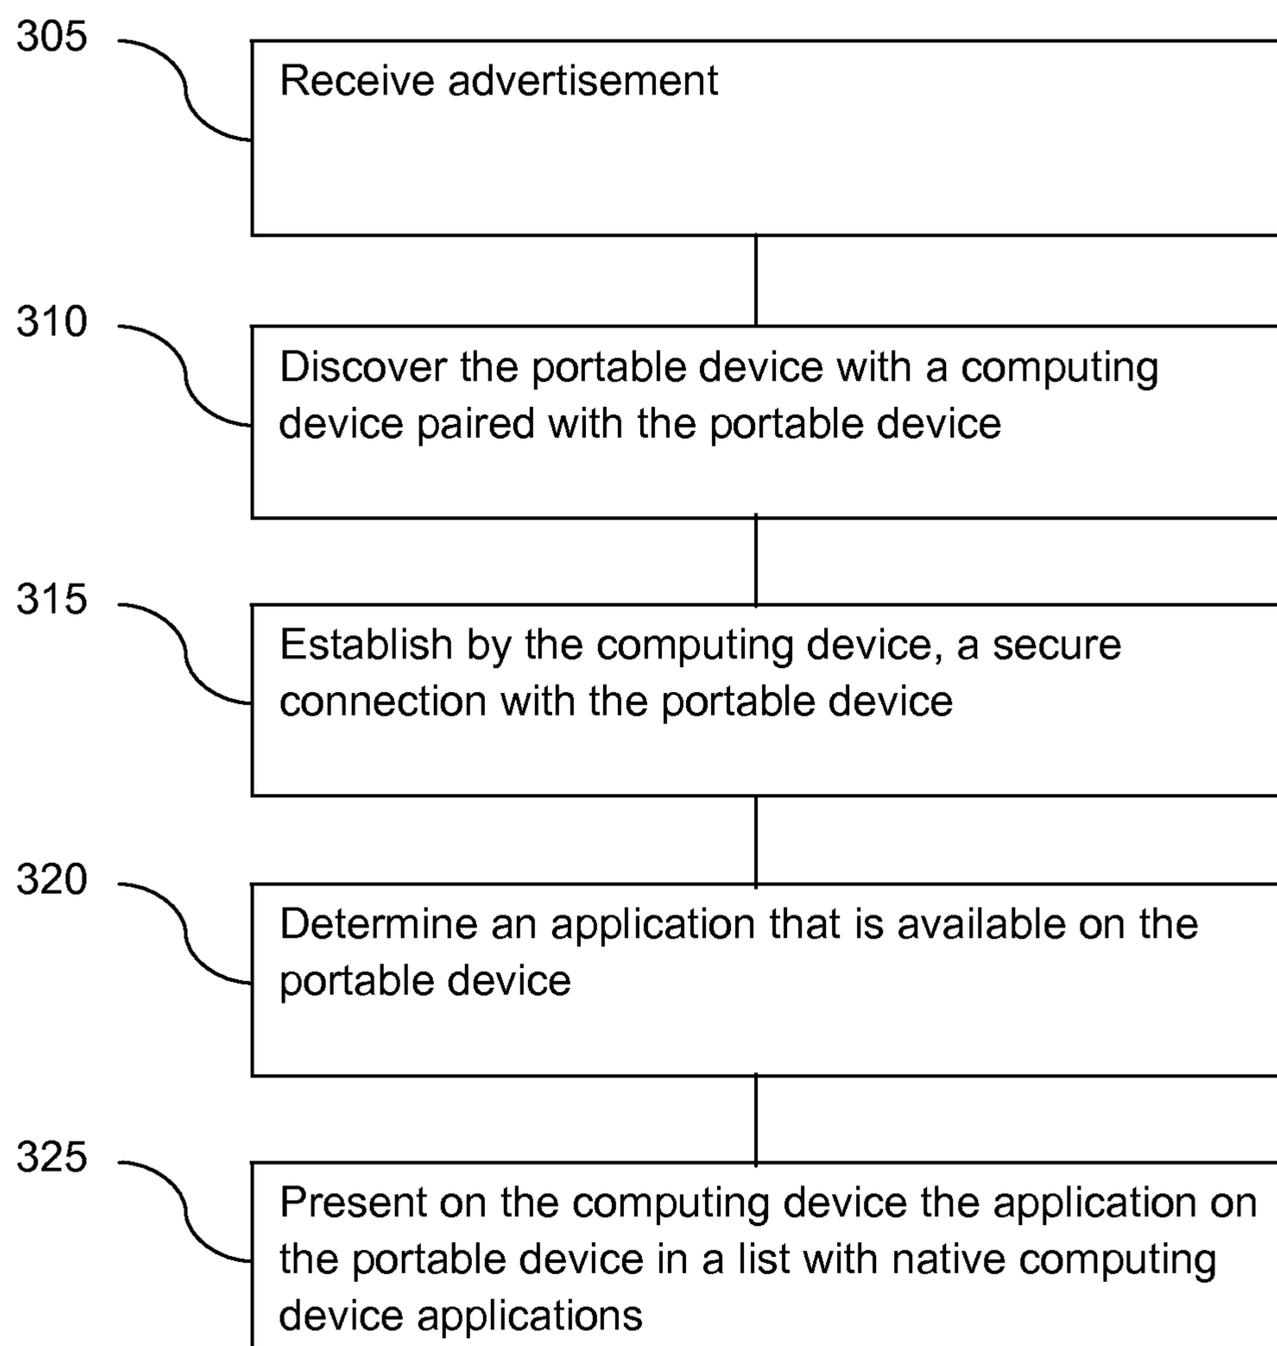 305
Receive advertisement
310
Discover the portable device with a computing
device paired with the portable device
315
Establish by the computing device, a secure
connection with the portable device
320
Determine an application that is available on the
portable device
325
Present on the computing device the application on
the portable device in a list with native computing
device applications